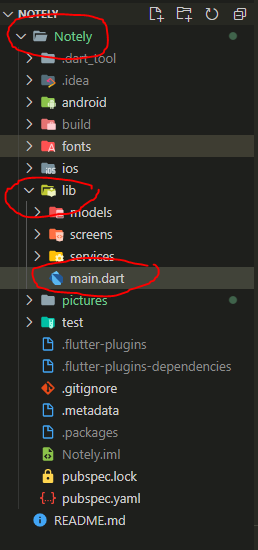 NOTELY
Notely
.dart_tool
.idea
android
build
fonts
ios
lib
models
screens
services
main.dart
pictures
test
.flutter-plugins
.flutter-plugins-dependencies
.gitignore
.metadata
.packages
Notely.iml
pubspec.lock
pubspec.yaml
README.md